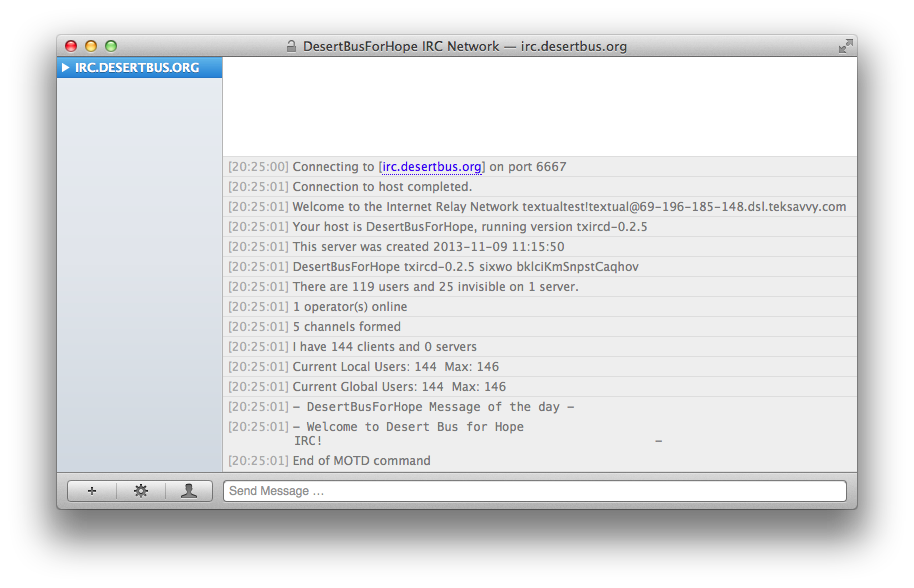 DesertBusForHope IRC Network — irc.desertbus.org
IRC.DESERTBUS.ORG
[20:25:00] Connecting to [irc.desertbus.org] on port 6667
[20:25:01] Connection to host completed.
[20:25:01] Welcome to the Internet Relay Network textualtest!textual@69-196-185-148.dsl.teksavvy.com
[20:25:01] Your host is DesertBusForHope, running version txircd-0.2.5
[20:25:01] This server was created 2013-11-09 11:15:50
[20:25:01] DesertBusForHope txircd-0.2.5 sixwo bklciKmSnpstCaqhov
[20:25:01] There are 119 users and 25 invisible on 1 server.
[20:25:01] 1 operator(s) online
[20:25:01] 5 channels formed
[20:25:01] I have 144 clients and 0 servers
[20:25:01] Current Local Users: 144  Max: 146
[20:25:01] Current Global Users: 144  Max: 146
[20:25:01] – DesertBusForHope Message of the day –
[20:25:01] – Welcome to Desert Bus for Hope
IRC! –
[20:25:01] End of MOTD command
Send Message ...